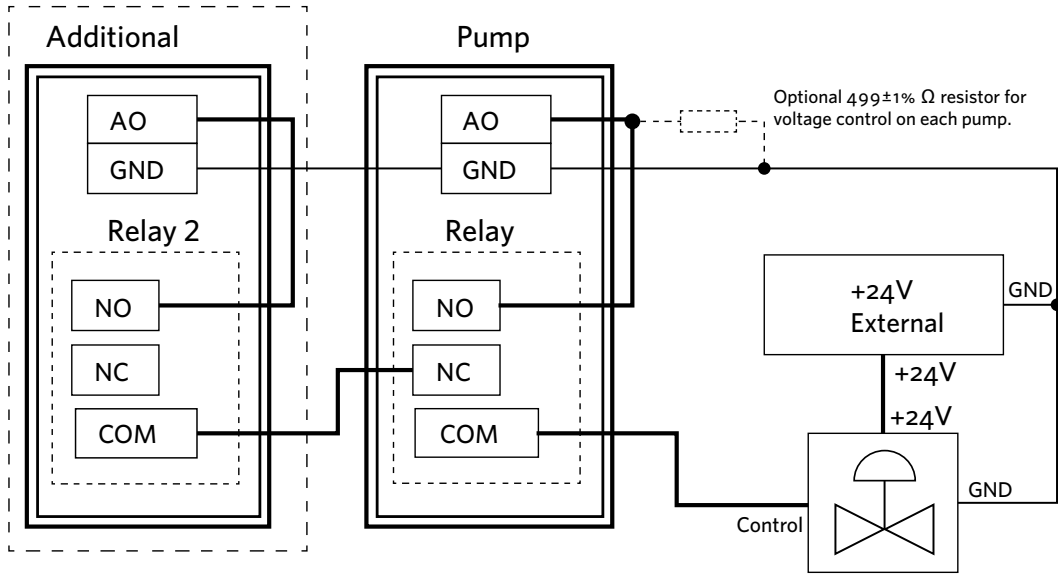 Additional
Pump
AO
GND
Relay 2
NO
NC
COM
AO
GND
Relay
NO
NC
COM
Optional 499±1% Ω resistor for
voltage control on each pump.
+24V
External
GND
+24V
+24V
GND
Control